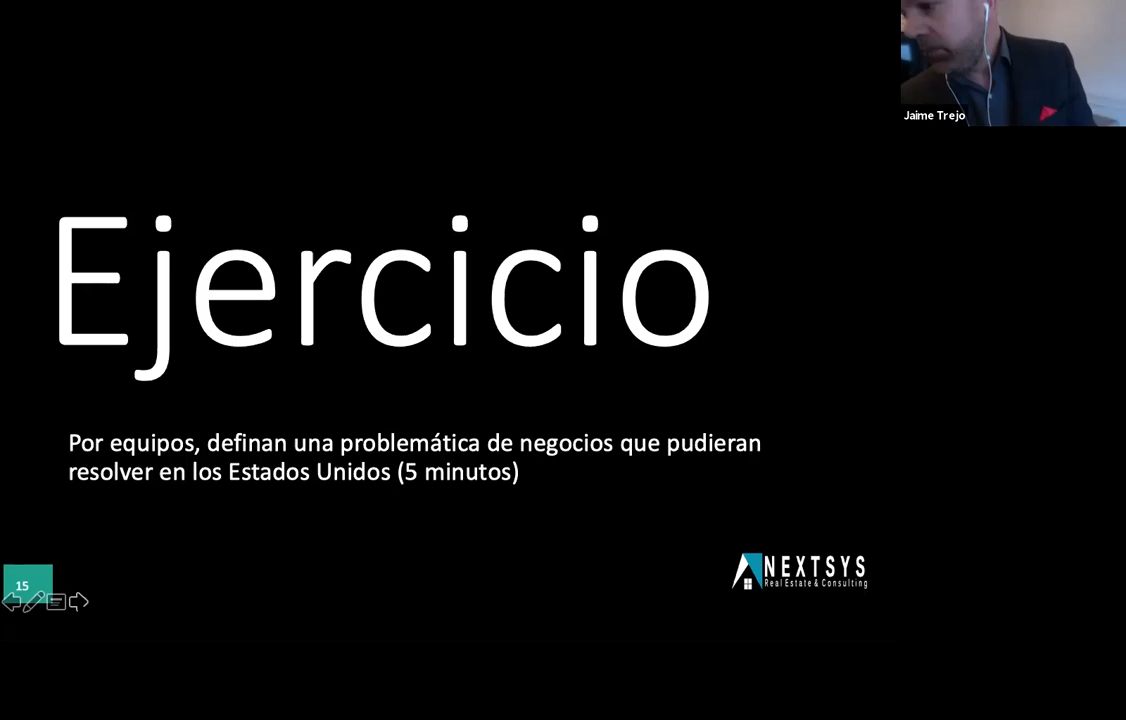 Jaime Trejo
Ejercicio
Por equipos, definan una problemática de negocios que pudieran
resolver en los Estados Unidos (5 minutos)
NEXTSYS
Real Estate & Consulting
15